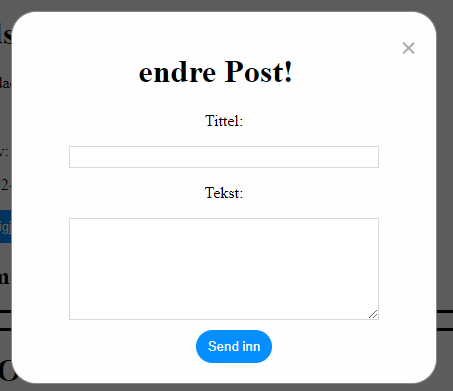 ×
endre Post!
Tittel:
Tekst:
Send inn